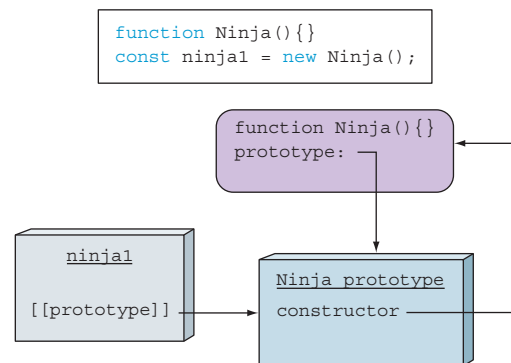 function Ninja(){}
const ninja1 = new Ninja();
function Ninja(){}
prototype:
ninja1
[[prototype]]
Ninja prototype
constructor